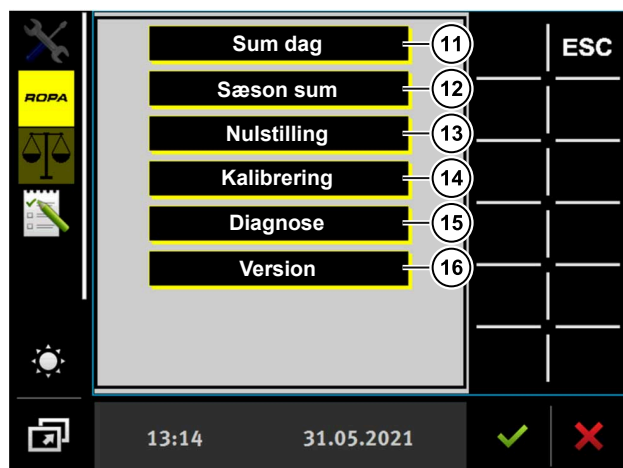 Sum dag 11
ESC
ROPA
Sæson sum 12
Nulstilling 13
Kalibrering 14
Diagnose 15
Version 16
13:14 31.05.2021